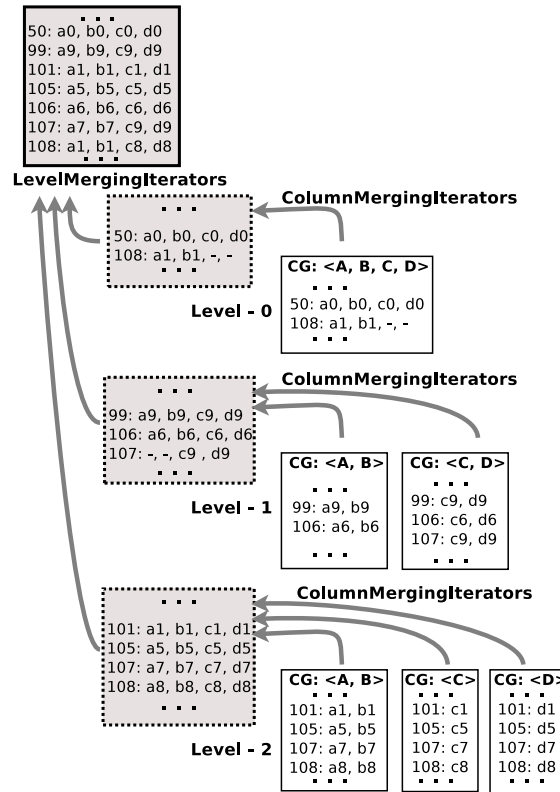 . . .
50: a0, b0, c0, d0
99: a9, b9, c9, d9
101: a1, b1, c1, d1
105: a5, b5, c5, d5
106: a6, b6, c6, d6
107: a7, b7, c9, d9
108: a1, b1, c8, d8
. . .
LevelMergingIterators
ColumnMergingIterators
. . .
50: a0, b0, c0, d0
108: a1, b1, -, -
. . .
CG: <A, B, C, D>
. . .
50: a0, b0, c0, d0
108: a1, b1, -, -
. . .
Level - 0
ColumnMergingIterators
. . .
99: a9, b9, c9, d9
106: a6, b6, c6, d6
107: -, -, c9 , d9
. . .
CG: <A, B>
. . .
99: a9, b9
106: a6, b6
. . .
CG: <C, D>
. . .
99: c9, d9
106: c6, d6
107: c9, d9
. . .
Level - 1
ColumnMergingIterators
. . .
101: a1, b1, c1, d1
105: a5, b5, c5, d5
107: a7, b7, c7, d7
108: a8, b8, c8, d8
. . .
CG: <A, B>
. . .
101: a1, b1
105: a5, b5
107: a7, b7
108: a8, b8
. . .
CG: <C>
. . .
101: c1
105: c5
107: c7
108: c8
. . .
CG: <D>
. . .
101: d1
105: d5
107: d7
108: d8
. . .
Level - 2